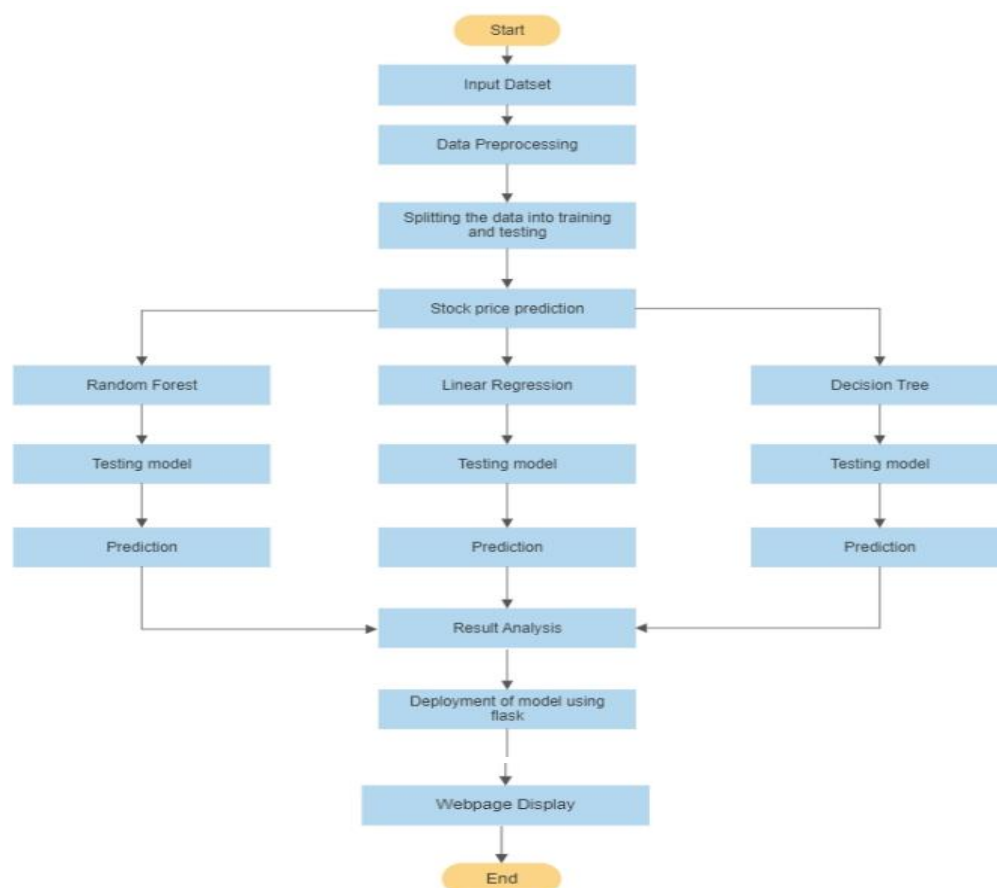 Start
Input Datset
Data Preprocessing
Splitting the data into training
and testing
Stock price prediction
Random Forest
Linear Regression
Decision Tree
Testing model
Testing model
Testing model
Prediction
Prediction
Prediction
Result Analysis
Deployment of model using
flask
Webpage Display
End